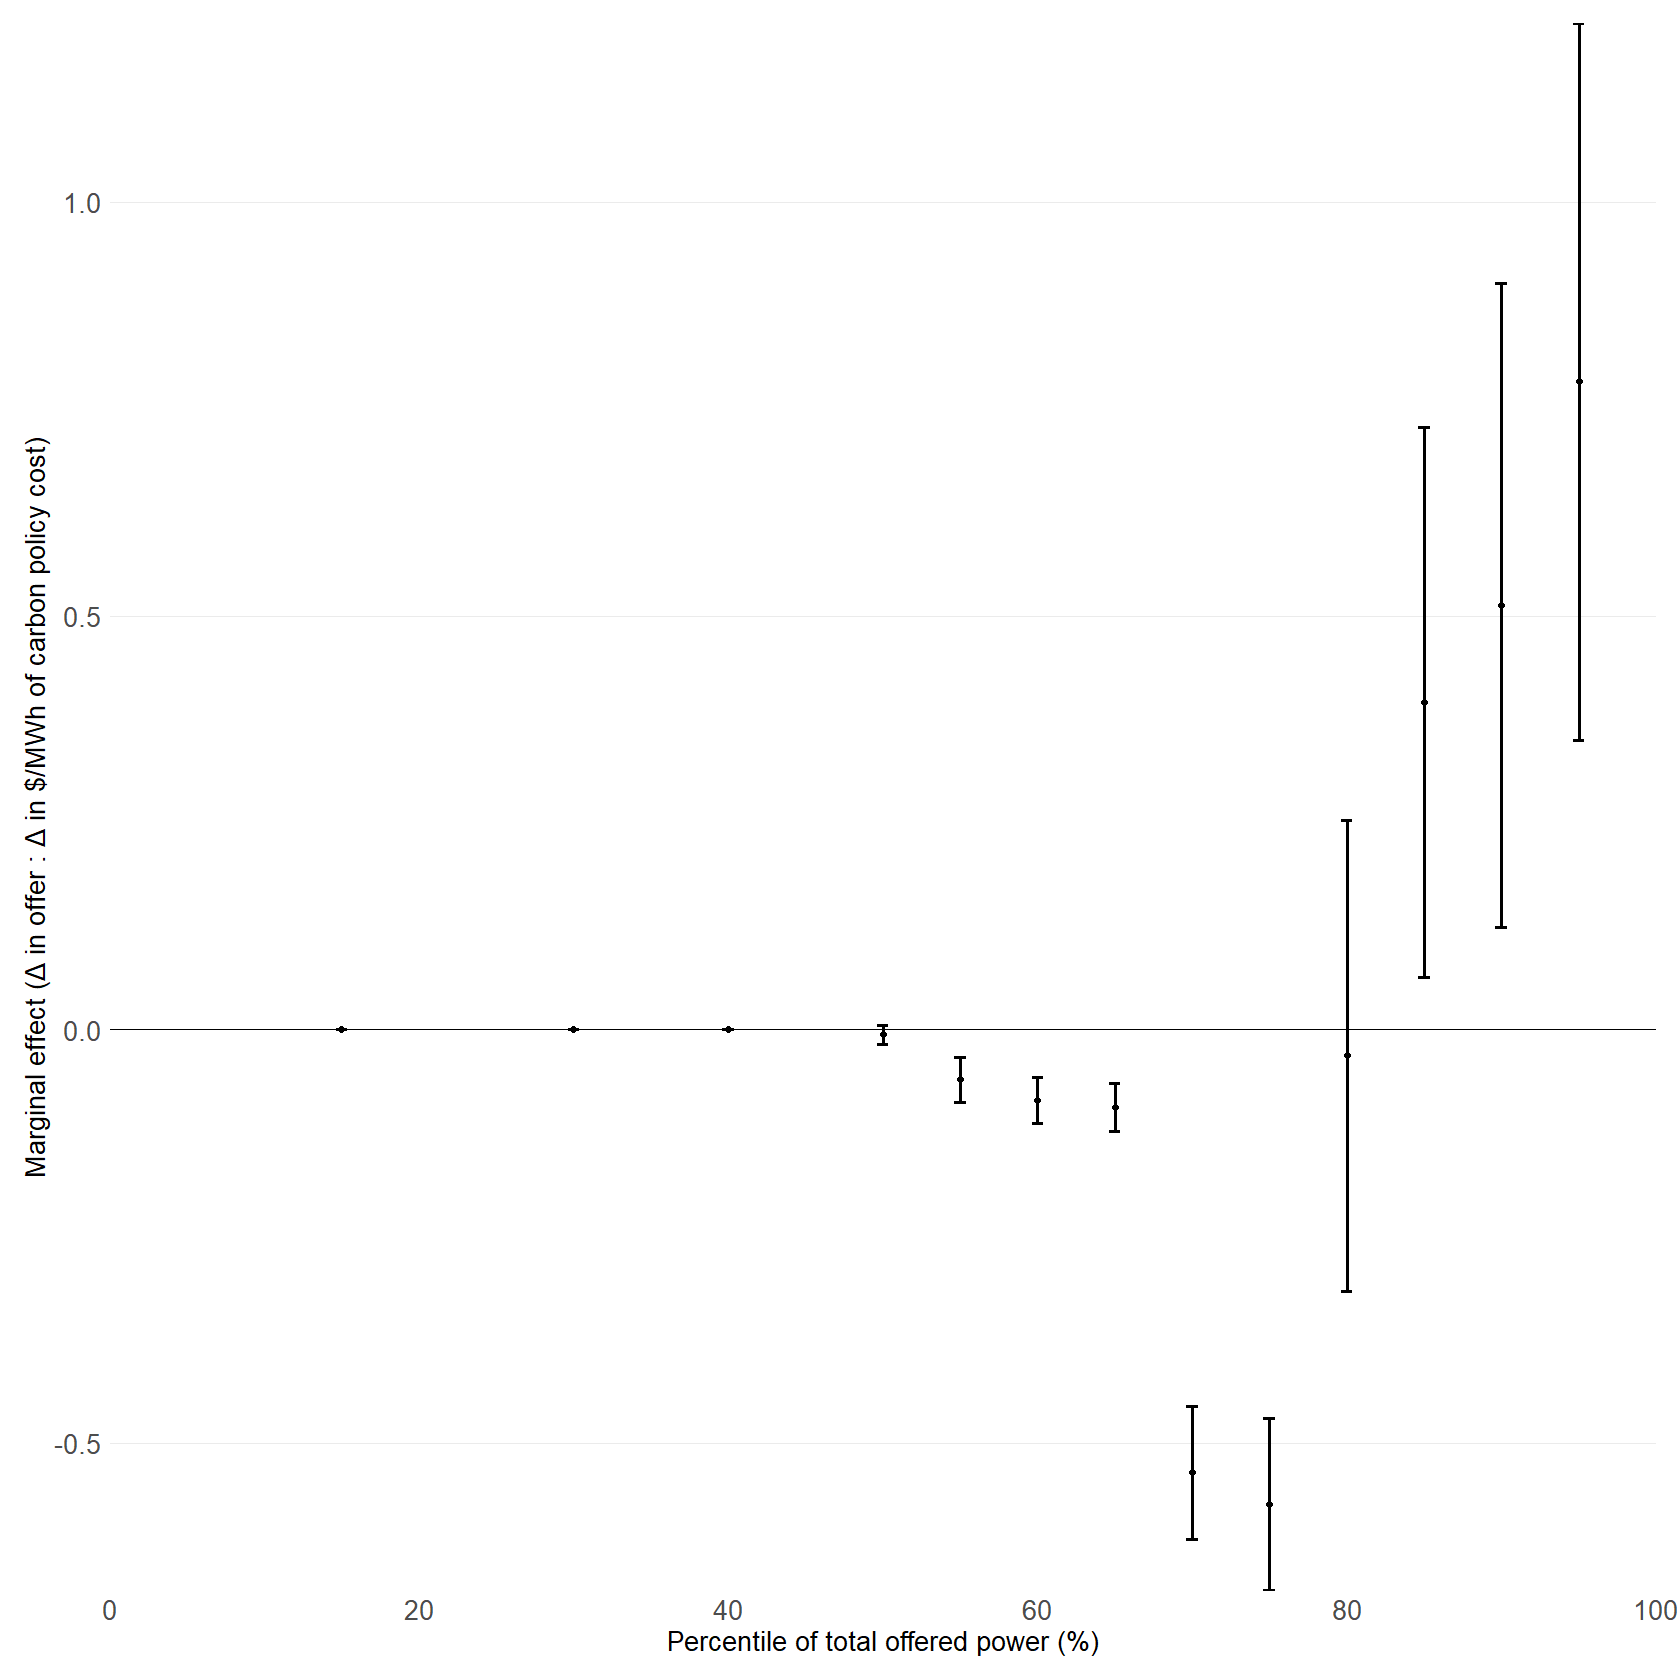 Marginal effect (Δ in offer : Δ in $/MWh of carbon policy cost)
1.0
0.5
0.0
-0.5
0 20 40 60 80 100
Percentile of total offered power (%)